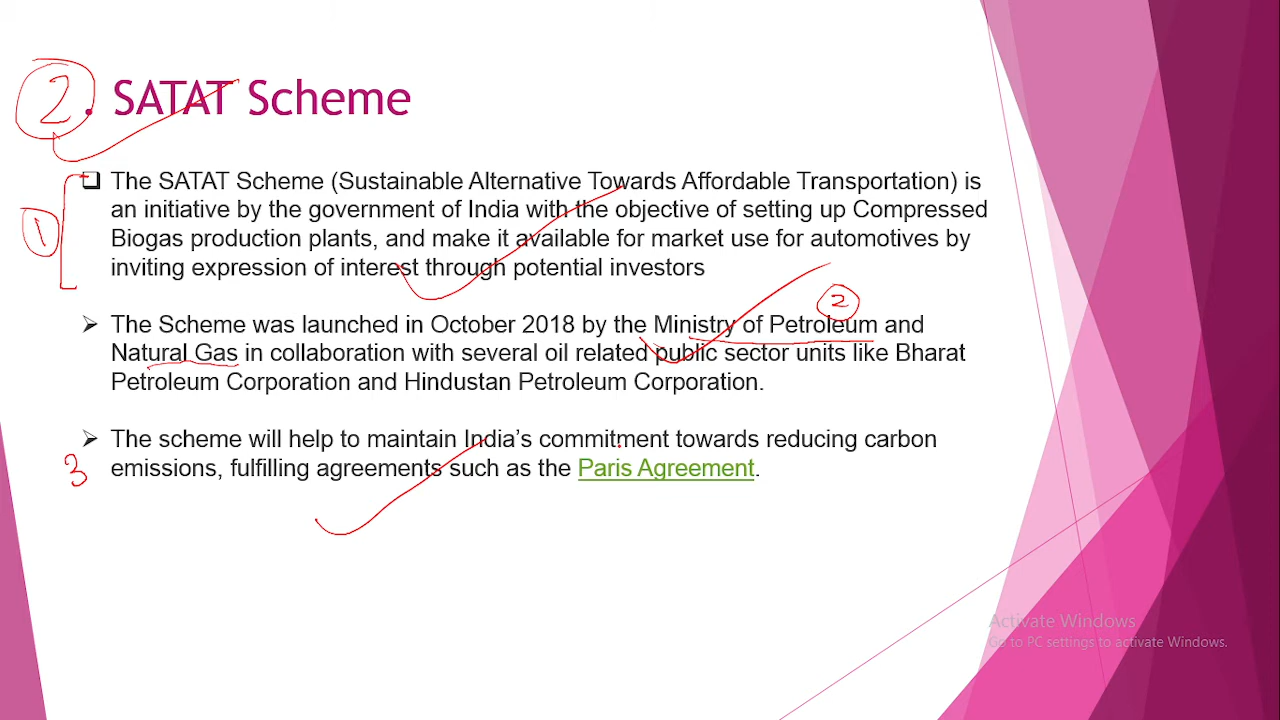 2. SATAT Scheme
1
The SATAT Scheme (Sustainable Alternative Towards Affordable Transportation) is
an initiative by the government of India with the objective of setting up Compressed
Biogas production plants, and make it available for market use for automotives by
inviting expression of interest through potential investors
2
The Scheme was launched in October 2018 by the Ministry of Petroleum and
Natural Gas in collaboration with several oil related public sector units like Bharat
Petroleum Corporation and Hindustan Petroleum Corporation.
3
The scheme will help to maintain India's commitment towards reducing carbon
emissions, fulfilling agreements such as the Paris Agreement.
Activate Windows
Go to PC settings to activate Windows.